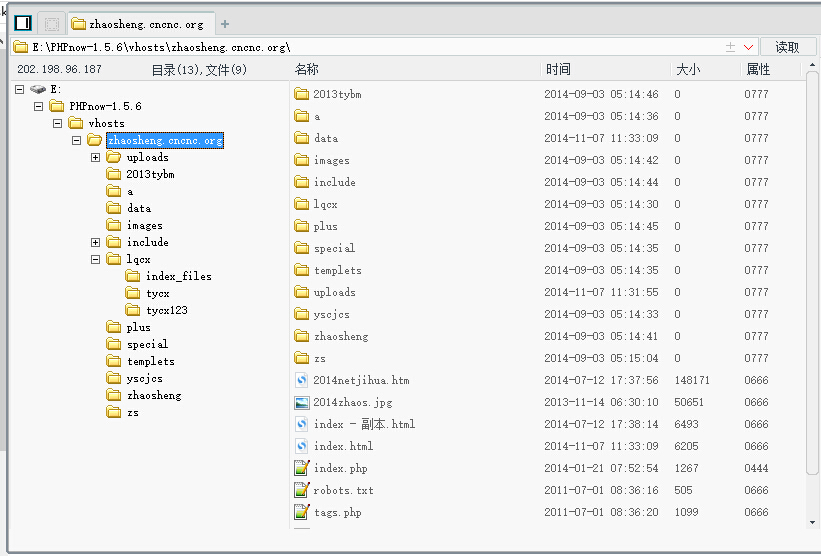 zhaosheng.cncnc.org
E:\PHPnow-1.5.6\vhosts\zhaosheng.cncnc.org\ 读取
202.198.96.187 目录(13),文件(9) 名称 时间 大小 属性
E:
PHPnow-1.5.6
vhosts
zhaosheng.cncnc.org
uploads
2013tybm
a
data
images
include
lqcx
index_files
tycx
tycx123
plus
special
templets
yscjcs
zhaosheng
zs
2013tybm 2014-09-03 05:14:46 0 0777
a 2014-09-03 05:14:36 0 0777
data 2014-11-07 11:33:09 0 0777
images 2014-09-03 05:14:42 0 0777
include 2014-09-03 05:14:44 0 0777
lqcx 2014-09-03 05:14:30 0 0777
plus 2014-09-03 05:14:45 0 0777
special 2014-09-03 05:14:35 0 0777
templets 2014-09-03 05:14:35 0 0777
uploads 2014-11-07 11:31:55 0 0777
yscjcs 2014-09-03 05:14:33 0 0777
zhaosheng 2014-09-03 05:14:41 0 0777
zs 2014-09-03 05:15:04 0 0777
2014netjihua.htm 2014-07-12 17:37:56 148171 0666
2014zhaos.jpg 2013-11-14 06:30:10 50651 0666
index - 副本.html 2014-07-12 17:38:14 6493 0666
index.html 2014-11-07 11:33:09 6205 0666
index.php 2014-01-21 07:52:54 1267 0444
robots.txt 2011-07-01 08:36:16 505 0666
tags.php 2011-07-01 08:36:20 1099 0666